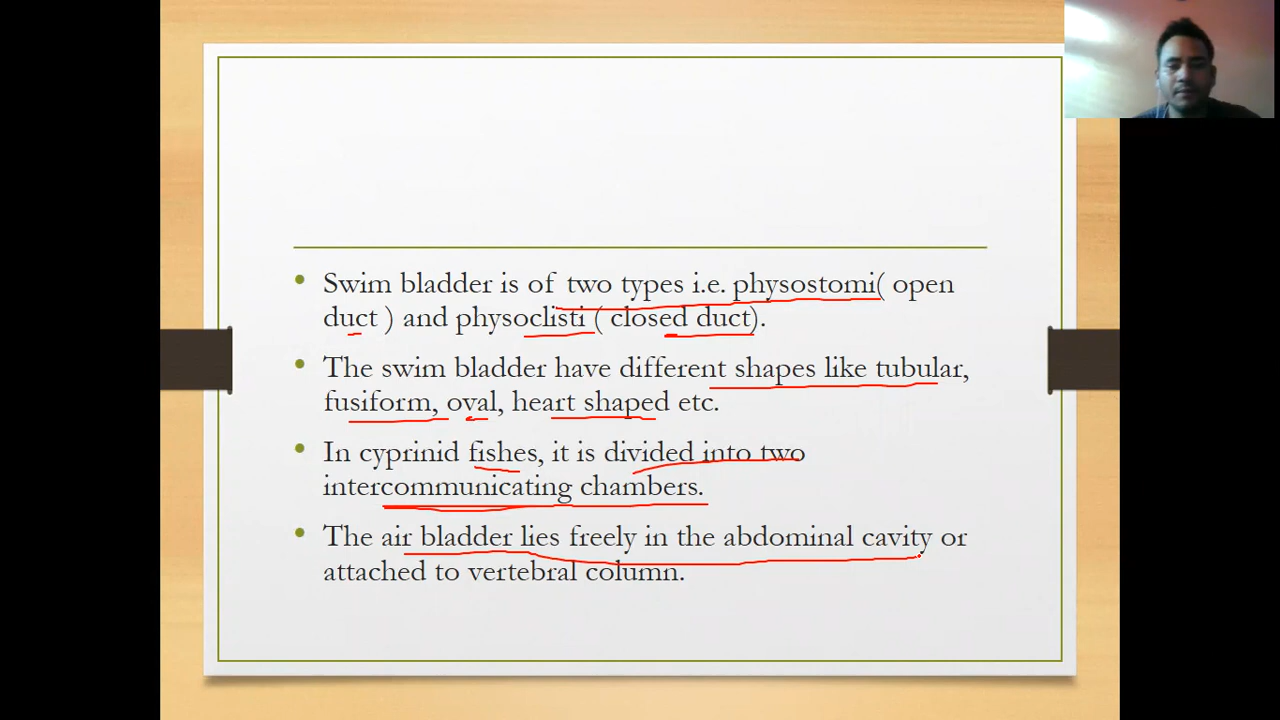 Swim bladder is of two types i.e. physostomi( open
duct ) and physoclisti ( closed duct).
The swim bladder have different shapes like tubular,
fusiform, oval, heart shaped etc.
In cyprinid fishes, it is divided into two
intercommunicating chambers.
The air bladder lies freely in the abdominal cavity or
attached to vertebral column.